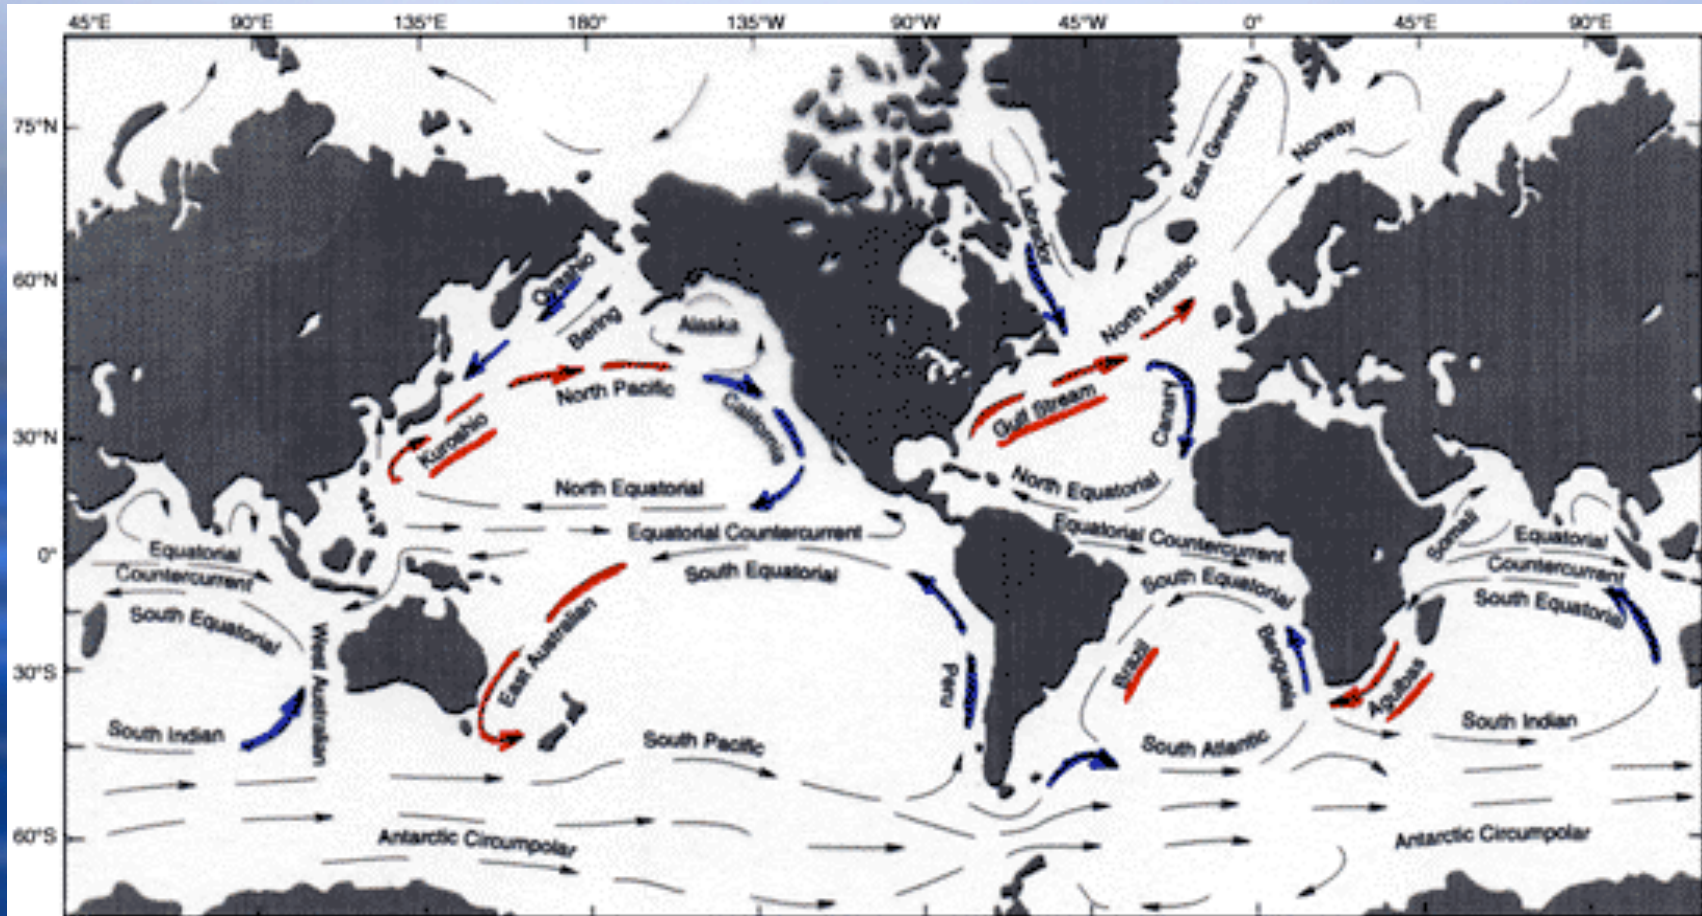 45°E 90°E 135°E 180° 135°W 90°W 45°W 0° 45°E 90°E
75°N
60°N
30°N
0°
30°S
60°S
East Greenland
Norway
Labrador
Oyashio
Bering
Alaska
North Atlantic
North Pacific
California
Kuroshio
Gulf Stream
Canary
North Equatorial
North Equatorial
Equatorial Countercurrent
Equatorial Countercurrent
Somali
Equatorial
Countercurrent
Equatorial
Countercurrent
South Equatorial
South Equatorial
South Equatorial
South Equatorial
West Australian
East Australian
Peru
Brazil
Benguela
Agulhas
South Indian
South Pacific
South Atlantic
South Indian
Antarctic Circumpolar
Antarctic Circumpolar